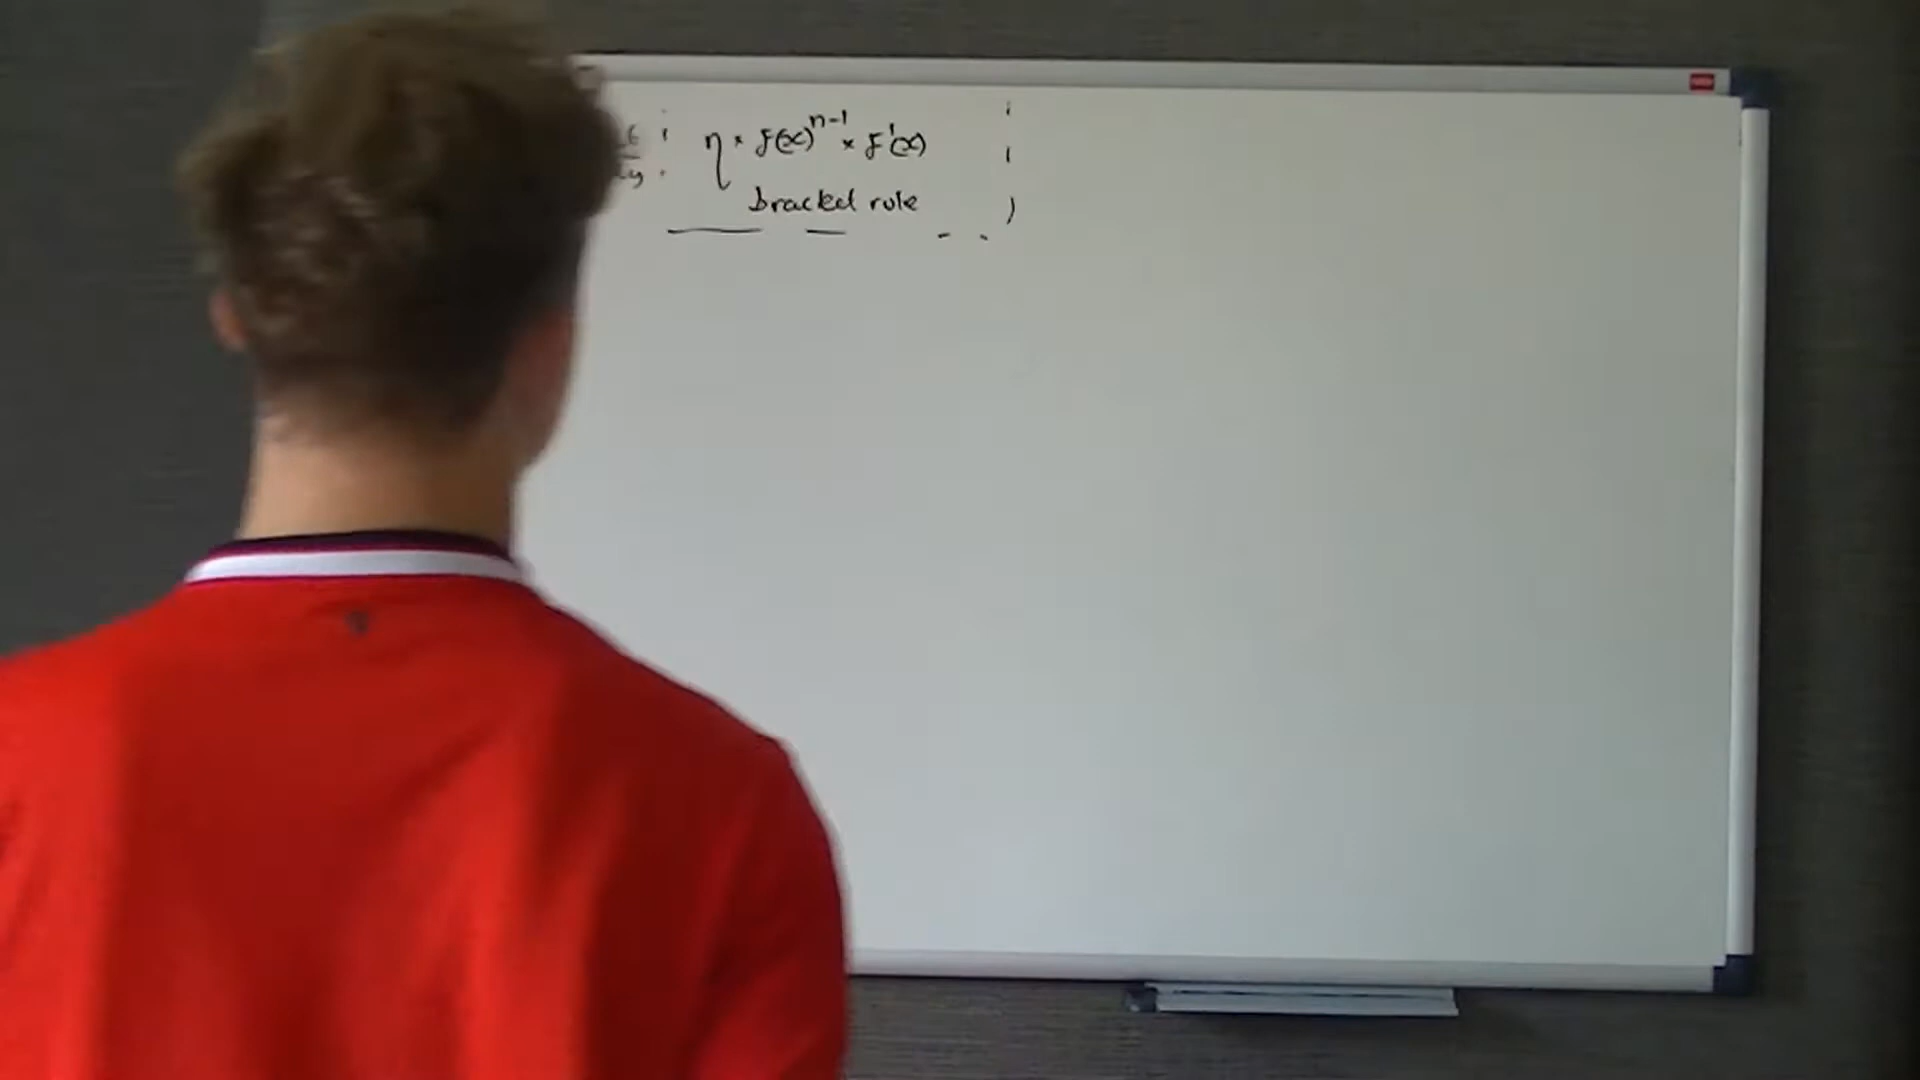 n × f(x)^{n-1} × f'(x)
bracket rule